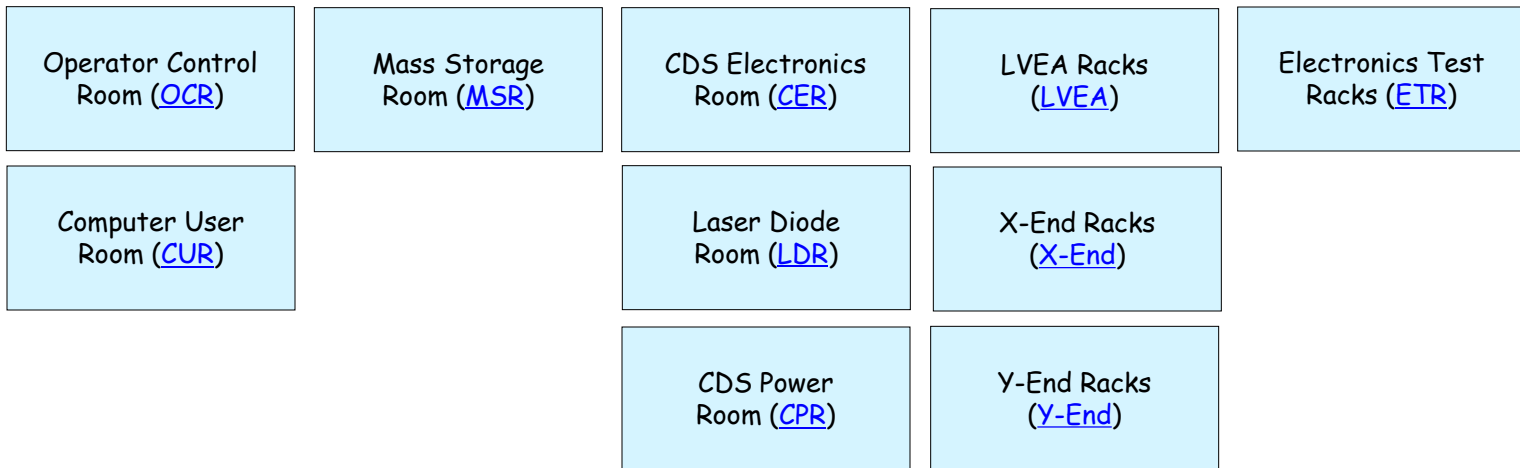 Operator Control
Room (OCR)
Mass Storage
Room (MSR)
CDS Electronics
Room (CER)
LVEA Racks
(LVEA)
Electronics Test
Racks (ETR)
Computer User
Room (CUR)
Laser Diode
Room (LDR)
X-End Racks
(X-End)
CDS Power
Room (CPR)
Y-End Racks
(Y-End)